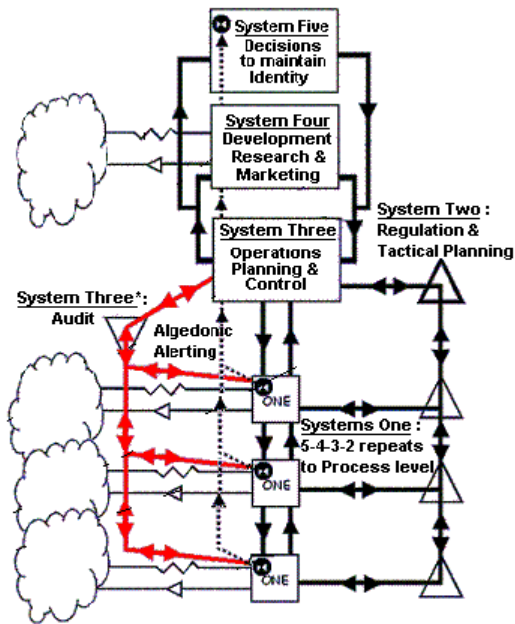 System Five
Decisions to maintain
Identity
System Four
Development
Research &
Marketing
System Two :
Regulation &
Tactical Planning
System Three
Operations
Planning &
Control
System Three*:
Audit
Algedonic
Alerting
ONE
Systems One :
5-4-3-2 repeats
to Process level
ONE
ONE